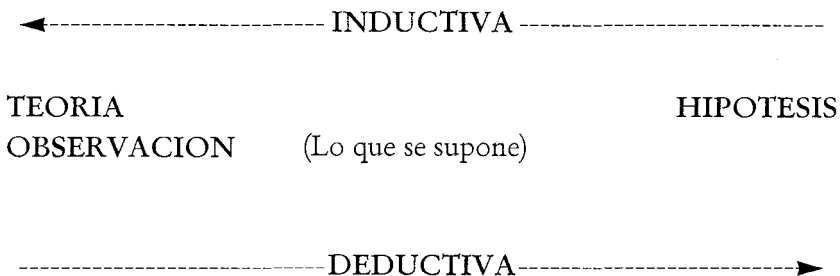 INDUCTIVA
TEORIA HIPOTESIS
OBSERVACION (Lo que se supone)
DEDUCTIVA